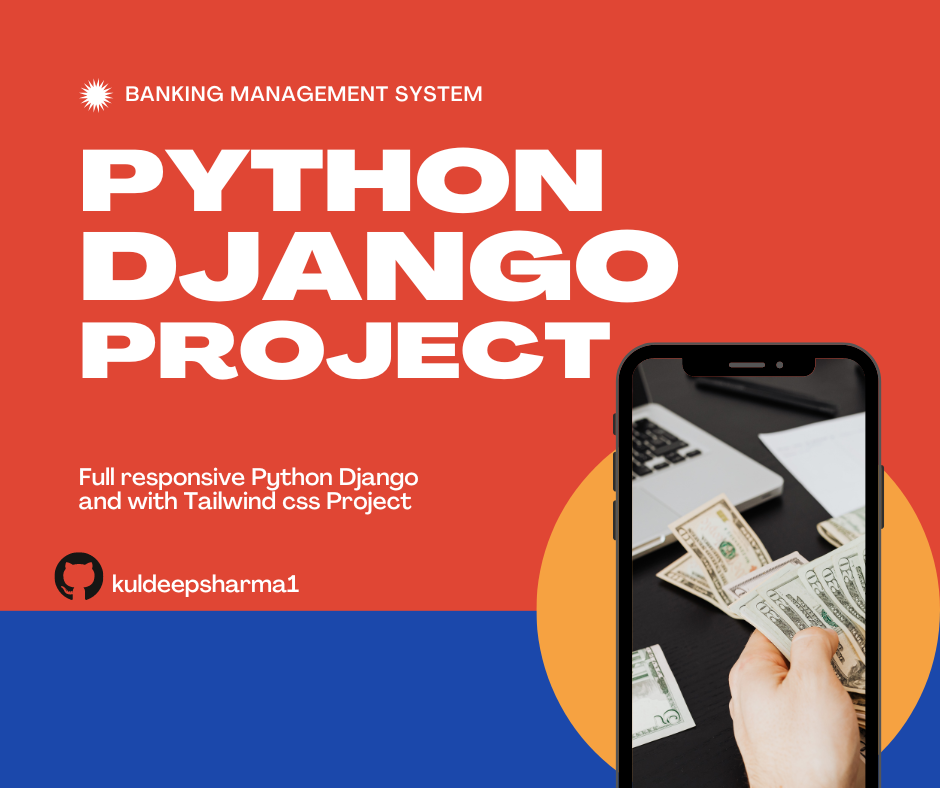 BANKING MANAGEMENT SYSTEM
PYTHON
DJANGO
PROJECT
Full responsive Python Django
and with Tailwind css Project
kuldeepsharma1